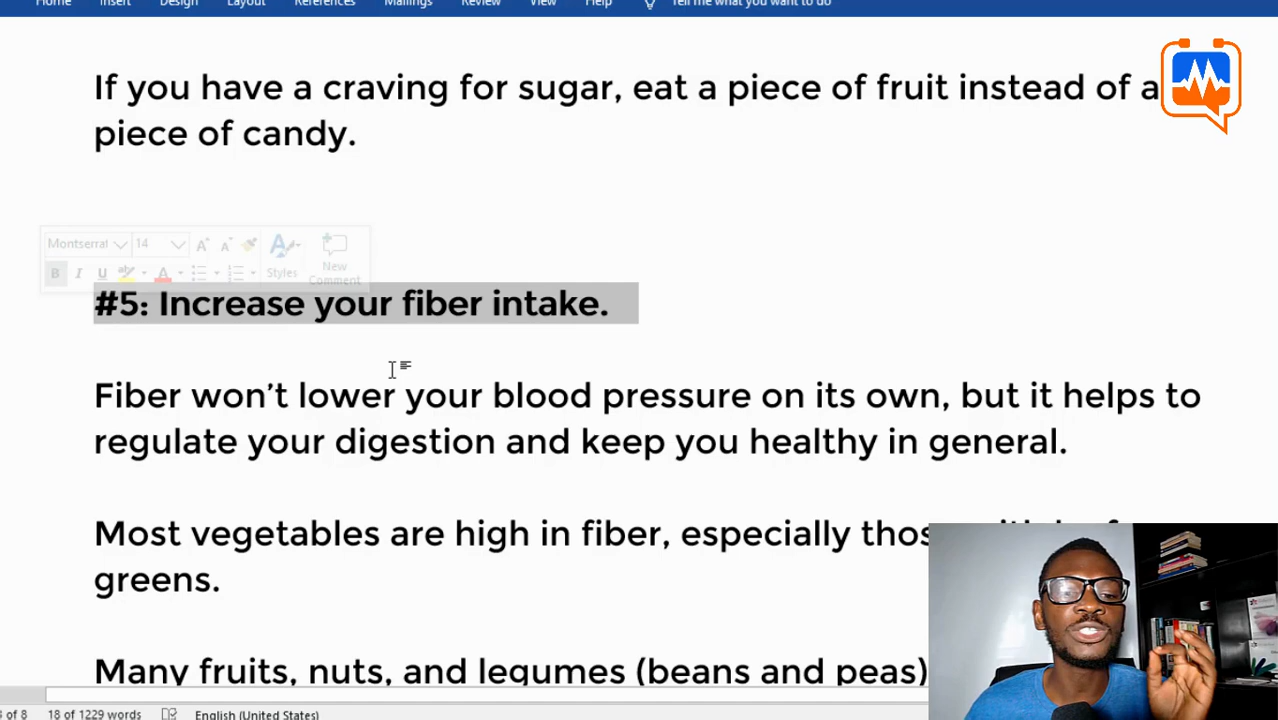 Home Insert Design Layout References Mailings Review View Help Tell me what you want to do
If you have a craving for sugar, eat a piece of fruit instead of a
piece of candy.
Montserrat 14
Styles New
Comment
#5: Increase your fiber intake.
Fiber won’t lower your blood pressure on its own, but it helps to
regulate your digestion and keep you healthy in general.
Most vegetables are high in fiber, especially
greens.
Many fruits, nuts, and legumes (beans and peas)
of 8 18 of 1229 words English (United States)